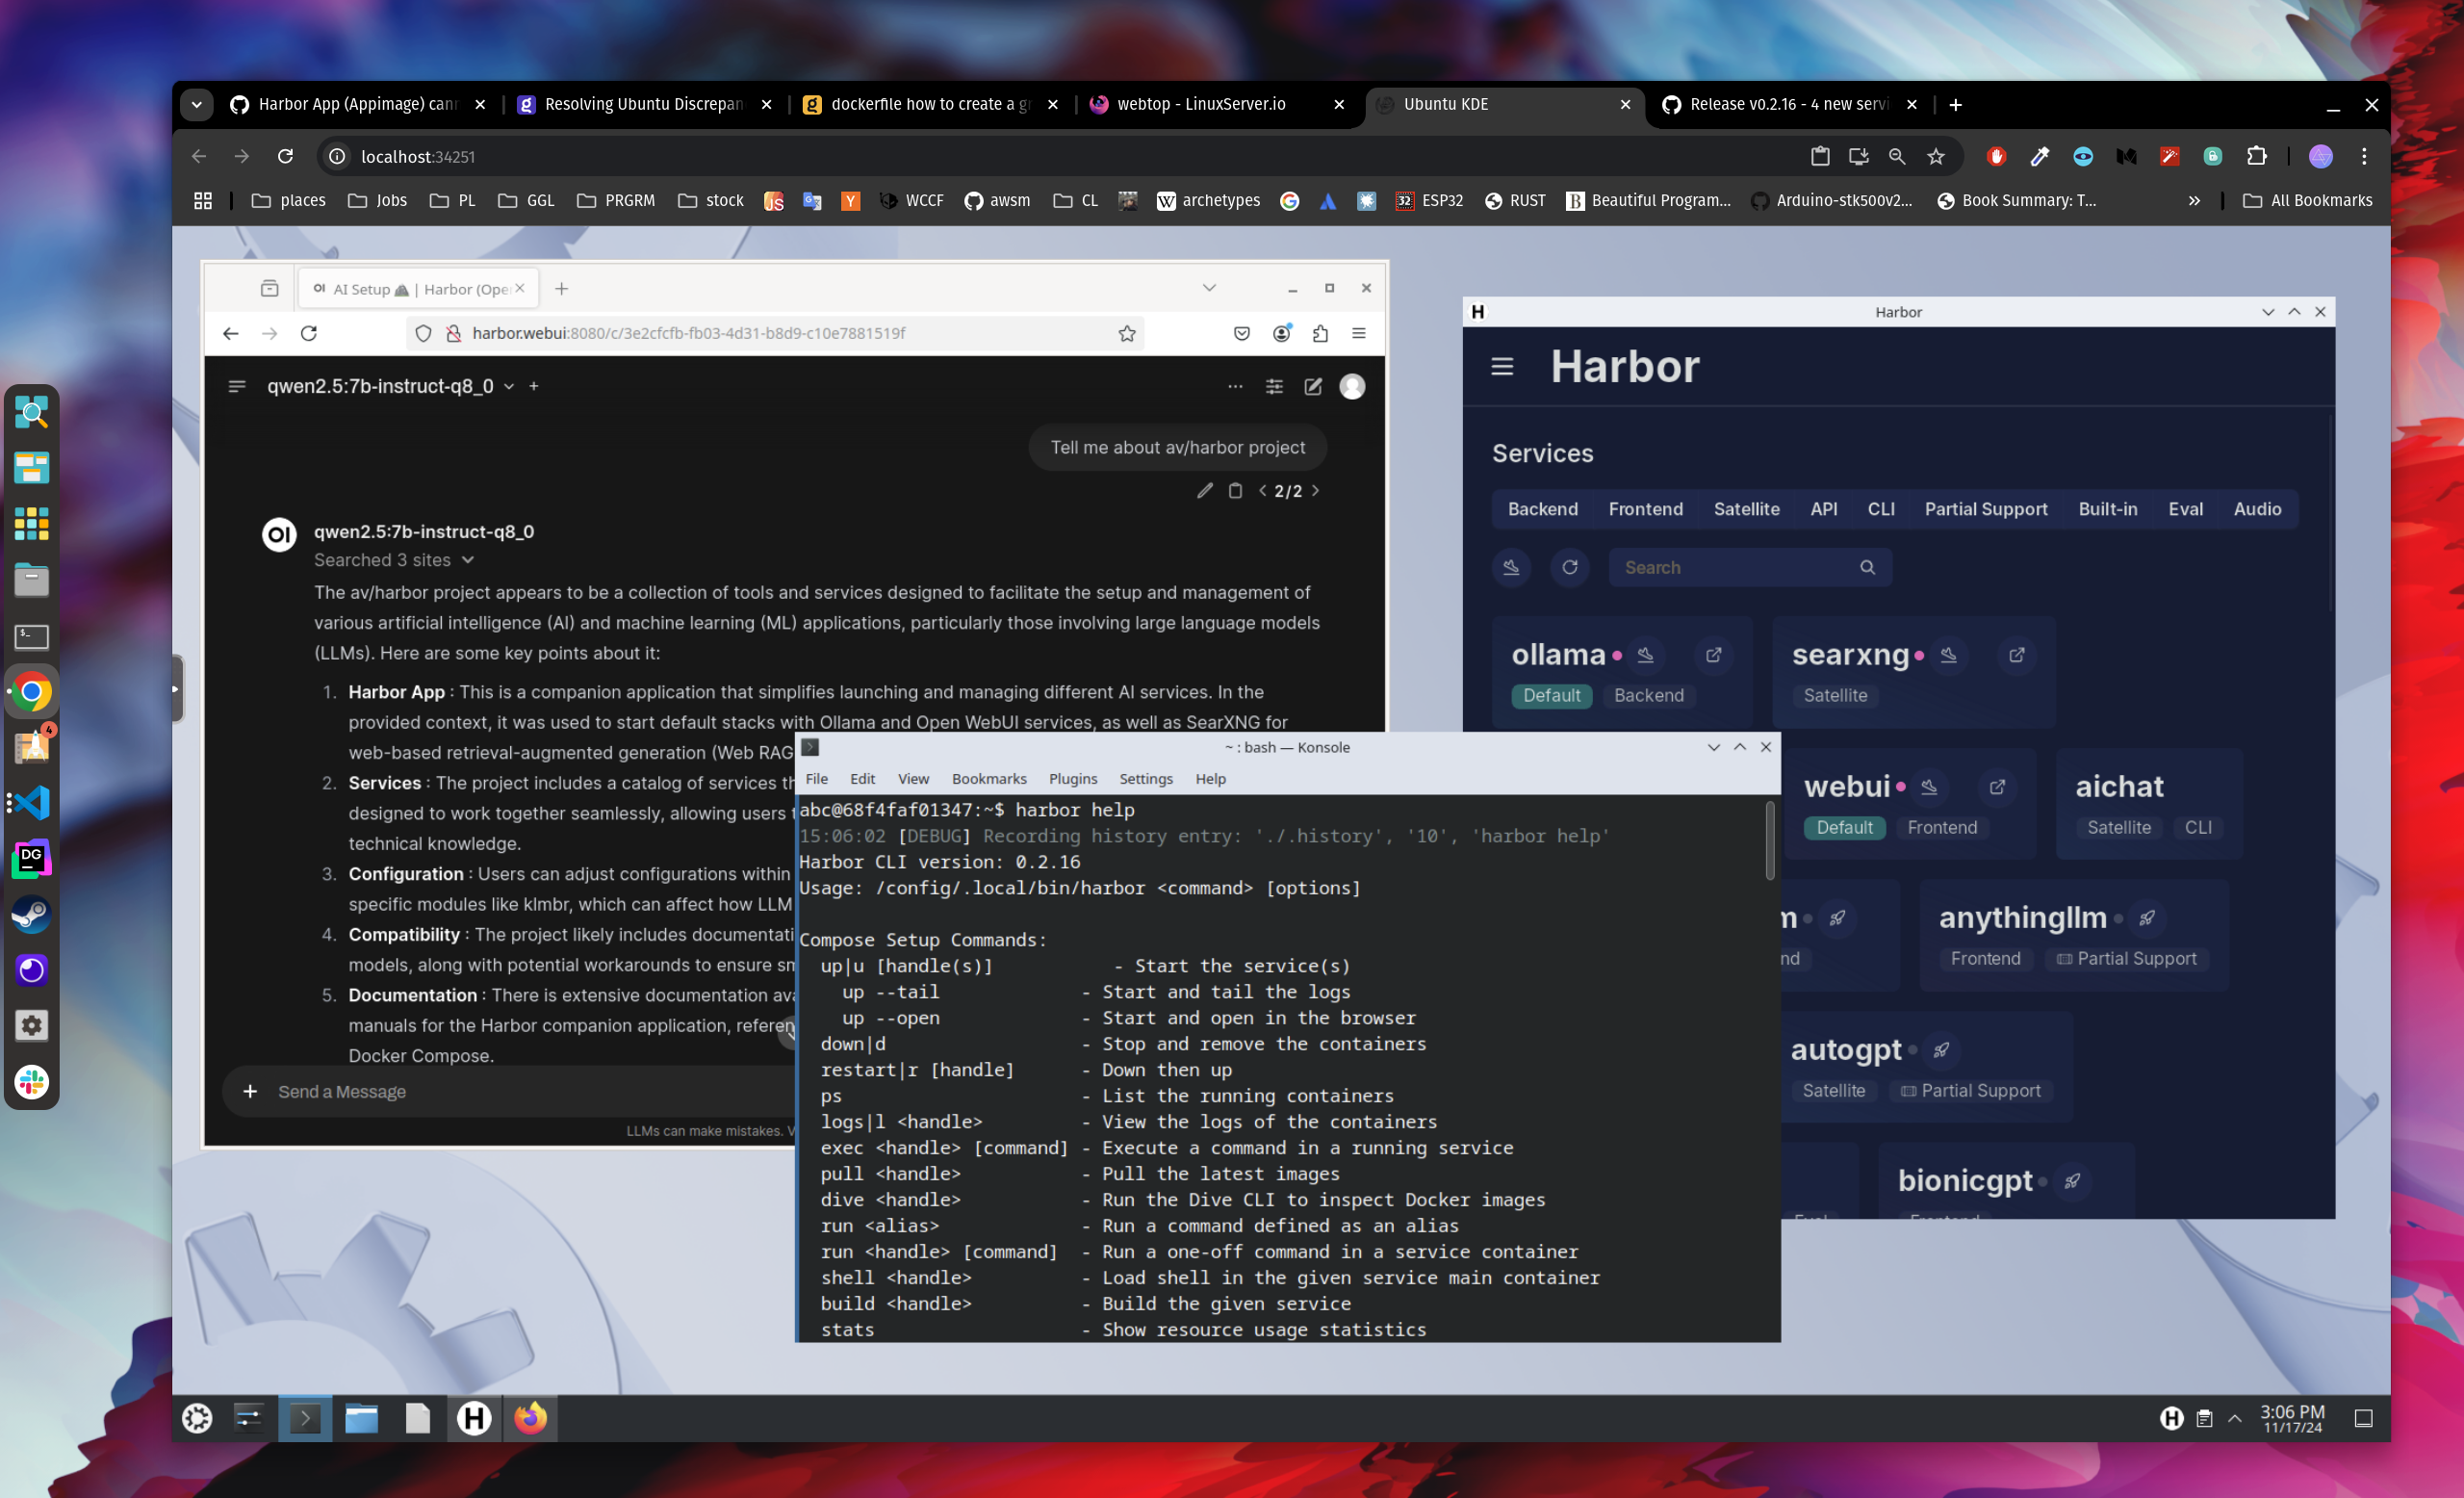 Harbor App (Appimage) cann
Resolving Ubuntu Discrepan
dockerfile how to create a gr
webtop - LinuxServer.io
Ubuntu KDE
Release v0.2.16 - 4 new servi
localhost:34251
places
Jobs
PL
GGL
PRGRM
stock
WCCF
awsm
CL
archetypes
ESP32
RUST
Beautiful Program...
Arduino-stk500v2...
Book Summary: T...
All Bookmarks
AI Setup | Harbor (Ope
harbor.webui:8080/c/3e2cfcfb-fb03-4d31-b8d9-c10e7881519f
qwen2.5:7b-instruct-q8_0
Tell me about av/harbor project
2/2
OI
qwen2.5:7b-instruct-q8_0
Searched 3 sites
The av/harbor project appears to be a collection of tools and services designed to facilitate the setup and management of
various artificial intelligence (AI) and machine learning (ML) applications, particularly those involving large language models
(LLMs). Here are some key points about it:
1. Harbor App : This is a companion application that simplifies launching and managing different AI services. In the
provided context, it was used to start default stacks with Ollama and Open WebUI services, as well as SearXNG for
web-based retrieval-augmented generation (Web RAG
2. Services : The project includes a catalog of services th
designed to work together seamlessly, allowing users t
technical knowledge.
3. Configuration : Users can adjust configurations within
specific modules like klmbr, which can affect how LLM
4. Compatibility : The project likely includes documentati
models, along with potential workarounds to ensure sm
5. Documentation : There is extensive documentation ava
manuals for the Harbor companion application, referen
Docker Compose.
Send a Message
LLMs can make mistakes. V
Harbor
Harbor
Services
Backend
Frontend
Satellite
API
CLI
Partial Support
Built-in
Eval
Audio
Search
ollama
Default
Backend
searxng
Satellite
webui
Default
Frontend
aichat
Satellite
CLI
m
nd
anythingllm
Frontend
Partial Support
autogpt
Satellite
Partial Support
bionicgpt
Eval
Frontend
~ : bash — Konsole
File
Edit
View
Bookmarks
Plugins
Settings
Help
abc@68f4faf01347:~$ harbor help
15:06:02 [DEBUG] Recording history entry: './.history', '10', 'harbor help'
Harbor CLI version: 0.2.16
Usage: /config/.local/bin/harbor <command> [options]
Compose Setup Commands:
up|u [handle(s)] - Start the service(s)
up --tail - Start and tail the logs
up --open - Start and open in the browser
down|d - Stop and remove the containers
restart|r [handle] - Down then up
ps - List the running containers
logs|l <handle> - View the logs of the containers
exec <handle> [command] - Execute a command in a running service
pull <handle> - Pull the latest images
dive <handle> - Run the Dive CLI to inspect Docker images
run <alias> - Run a command defined as an alias
run <handle> [command] - Run a one-off command in a service container
shell <handle> - Load shell in the given service main container
build <handle> - Build the given service
stats - Show resource usage statistics
4
DG
3:06 PM
11/17/24